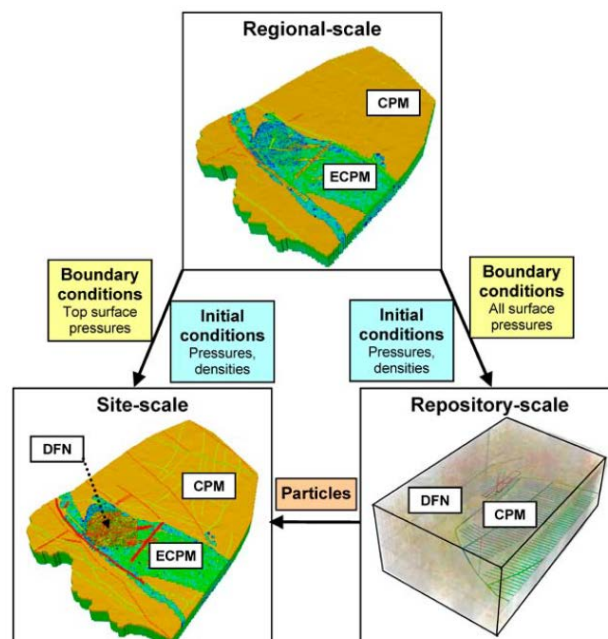 Regional-scale
CPM
ECPM
Boundary
conditions
Top surface
pressures
Initial
conditions
Pressures,
densities
Initial
conditions
Pressures,
densities
Boundary
conditions
All surface
pressures
Site-scale
DFN
CPM
ECPM
Particles
Repository-scale
DFN
CPM